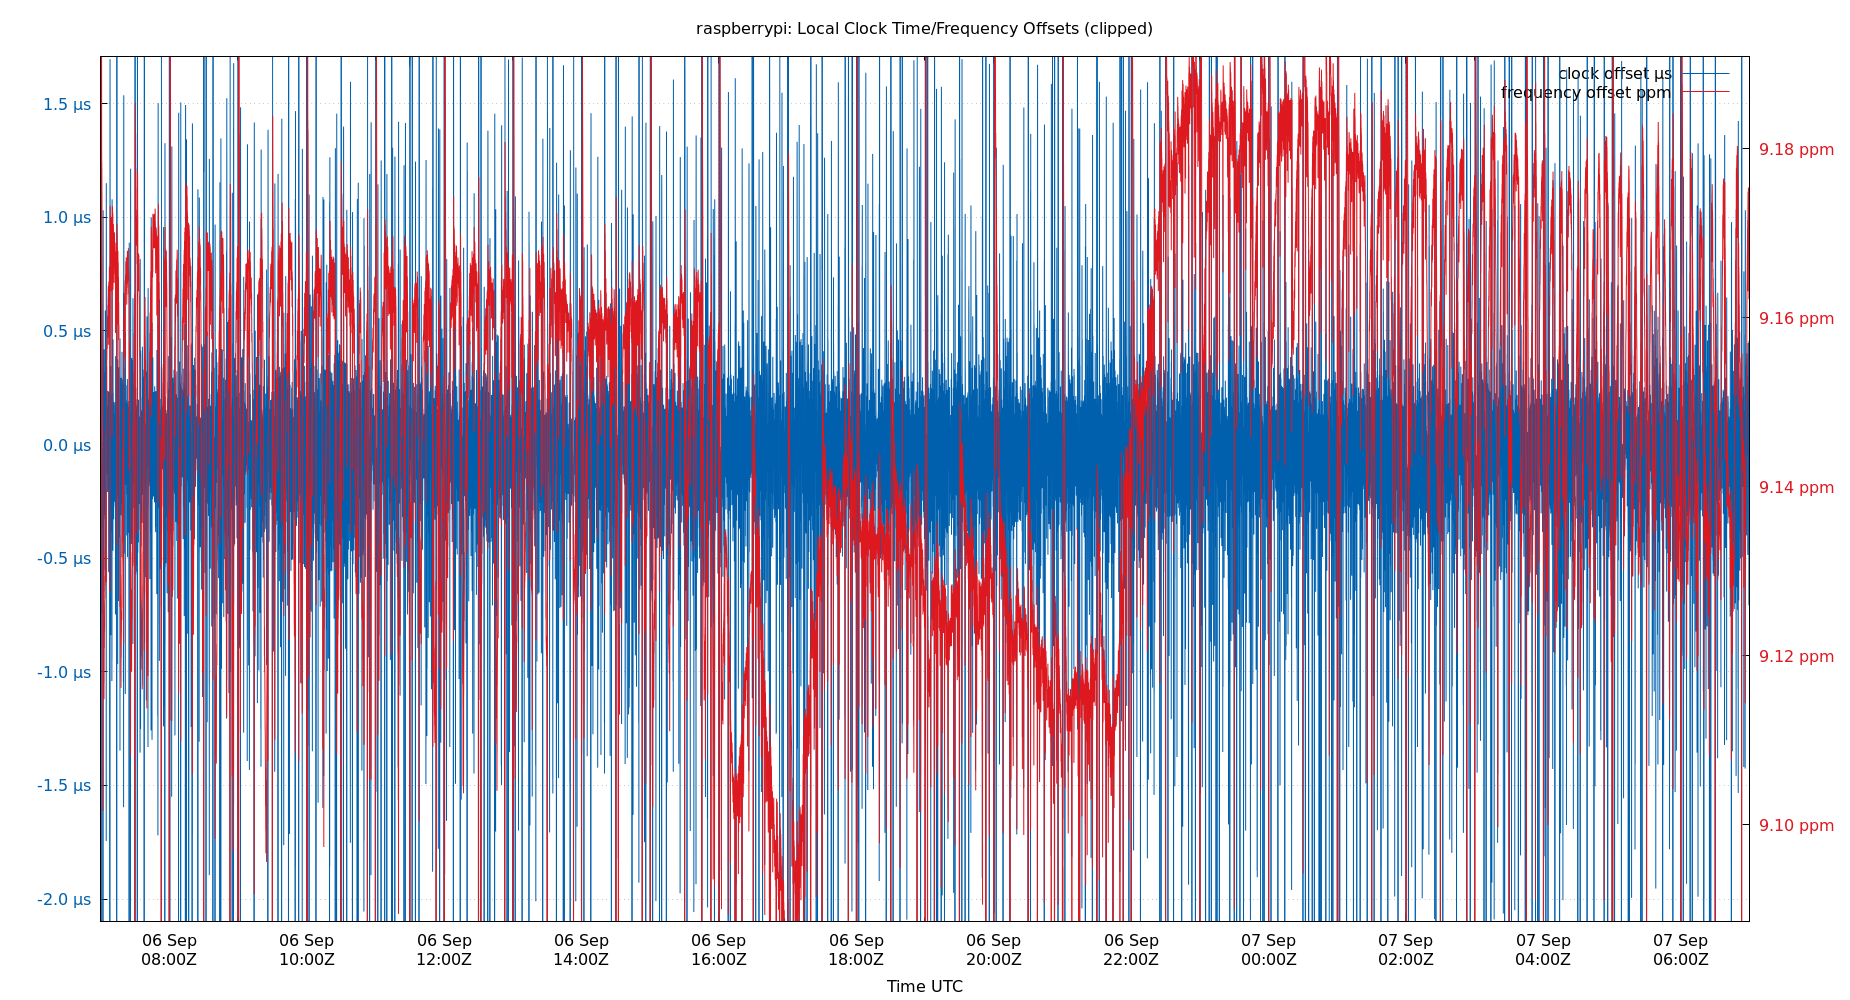 raspberrypi: Local Clock Time/Frequency Offsets (clipped)
clock offset µs
frequency offset ppm
1.5 µs
1.0 µs
0.5 µs
0.0 µs
-0.5 µs
-1.0 µs
-1.5 µs
-2.0 µs
9.18 ppm
9.16 ppm
9.14 ppm
9.12 ppm
9.10 ppm
06 Sep 06 Sep 06 Sep 06 Sep 06 Sep 06 Sep 06 Sep 06 Sep 07 Sep 07 Sep 07 Sep 07 Sep
08:00Z 10:00Z 12:00Z 14:00Z 16:00Z 18:00Z 20:00Z 22:00Z 00:00Z 02:00Z 04:00Z 06:00Z
Time UTC